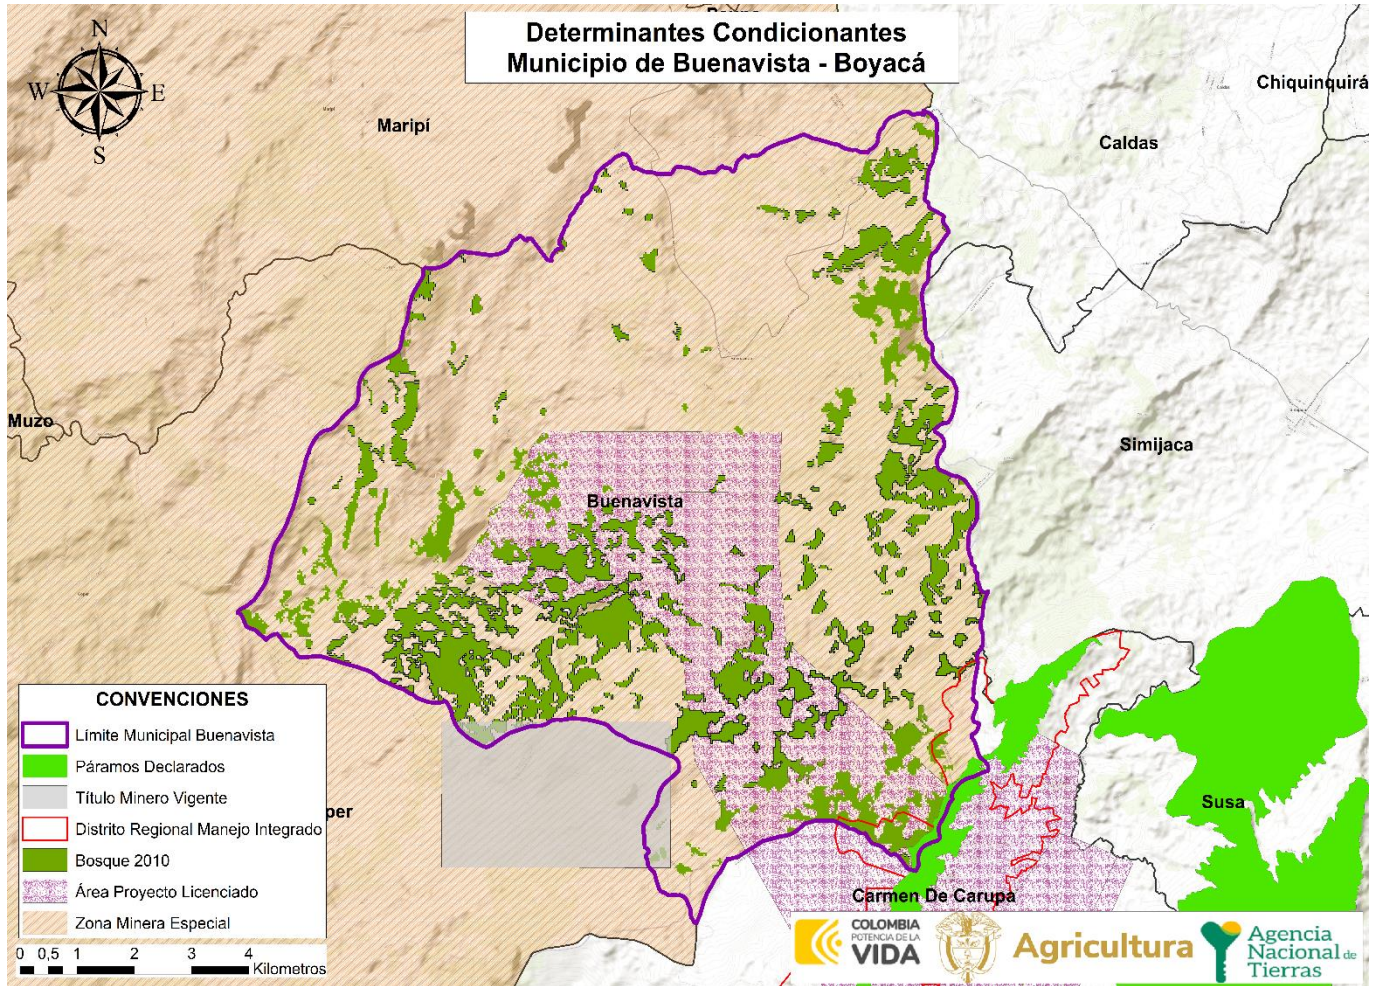 Determinantes Condicionantes
Municipio de Buenavista - Boyacá
N
W
E
S
Chiquinquirá
Maripí
Caldas
Muzo
Simijaca
Buenavista
CONVENCIONES
Límite Municipal Buenavista
Páramos Declarados
Título Minero Vigente
Distrito Regional Manejo Integrado
Bosque 2010
Área Proyecto Licenciado
Zona Minera Especial
0 0,5 1 2 3 4
Kilometros
per
Susa
Carmen De Carupa
COLOMBIA
POTENCIA DE LA
VIDA
Agricultura
Agencia
Nacional de
Tierras